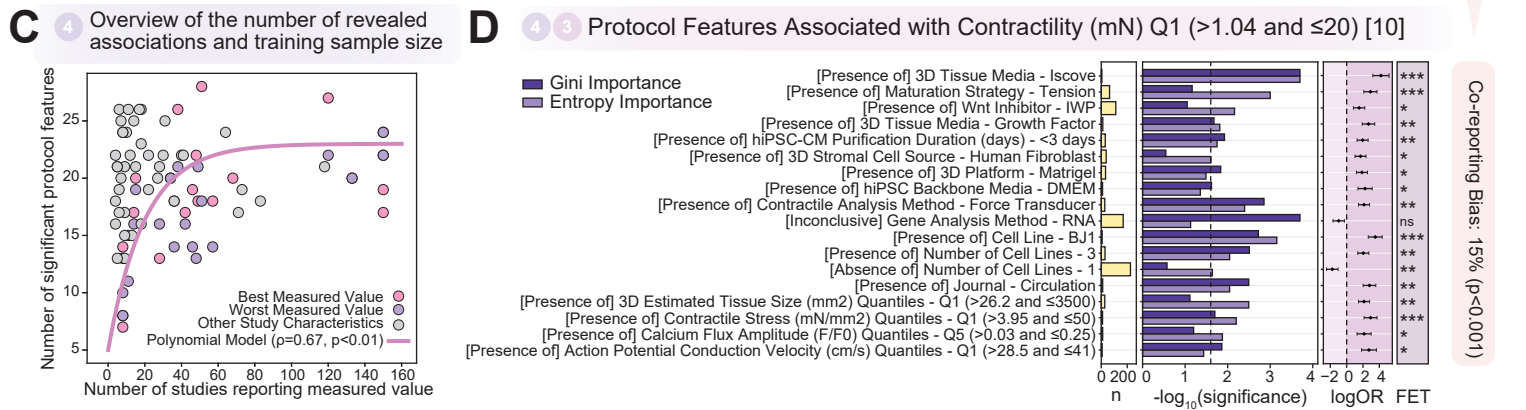 C
4
Overview of the number of revealed
associations and training sample size
Number of significant protocol features
25
20
15
10
5
Best Measured Value
Worst Measured Value
Other Study Characteristics
Polynomial Model (ρ=0.67, p<0.01)
0 20 40 60 80 100 120 140 160
Number of studies reporting measured value
D
4 3
Protocol Features Associated with Contractility (mN) Q1 (>1.04 and ≤20) [10]
Gini Importance
Entropy Importance
[Presence of] 3D Tissue Media - Iscove
[Presence of] Maturation Strategy - Tension
[Presence of] Wnt Inhibitor - IWP
[Presence of] 3D Tissue Media - Growth Factor
[Presence of] hiPSC-CM Purification Duration (days) - <3 days
[Presence of] 3D Stromal Cell Source - Human Fibroblast
[Presence of] 3D Platform - Matrigel
[Presence of] hiPSC Backbone Media - DMEM
[Presence of] Contractile Analysis Method - Force Transducer
[Inconclusive] Gene Analysis Method - RNA
[Presence of] Cell Line - BJ1
[Presence of] Number of Cell Lines - 3
[Absence of] Number of Cell Lines - 1
[Presence of] Journal - Circulation
[Presence of] 3D Estimated Tissue Size (mm2) Quantiles - Q1 (>26.2 and ≤3500)
[Presence of] Contractile Stress (mN/mm2) Quantiles - Q1 (>3.95 and ≤50)
[Presence of] Calcium Flux Amplitude (F/F0) Quantiles - Q5 (>0.03 and ≤0.25)
[Presence of] Action Potential Conduction Velocity (cm/s) Quantiles - Q1 (>28.5 and ≤41)
0 200
n
0 1 2 3 4
-log10(significance)
−2 0 2 4
logOR
***
***
*
**
**
*
*
*
**
ns
***
**
**
**
**
***
*
*
FET
Co-reporting Bias: 15% (p<0.001)